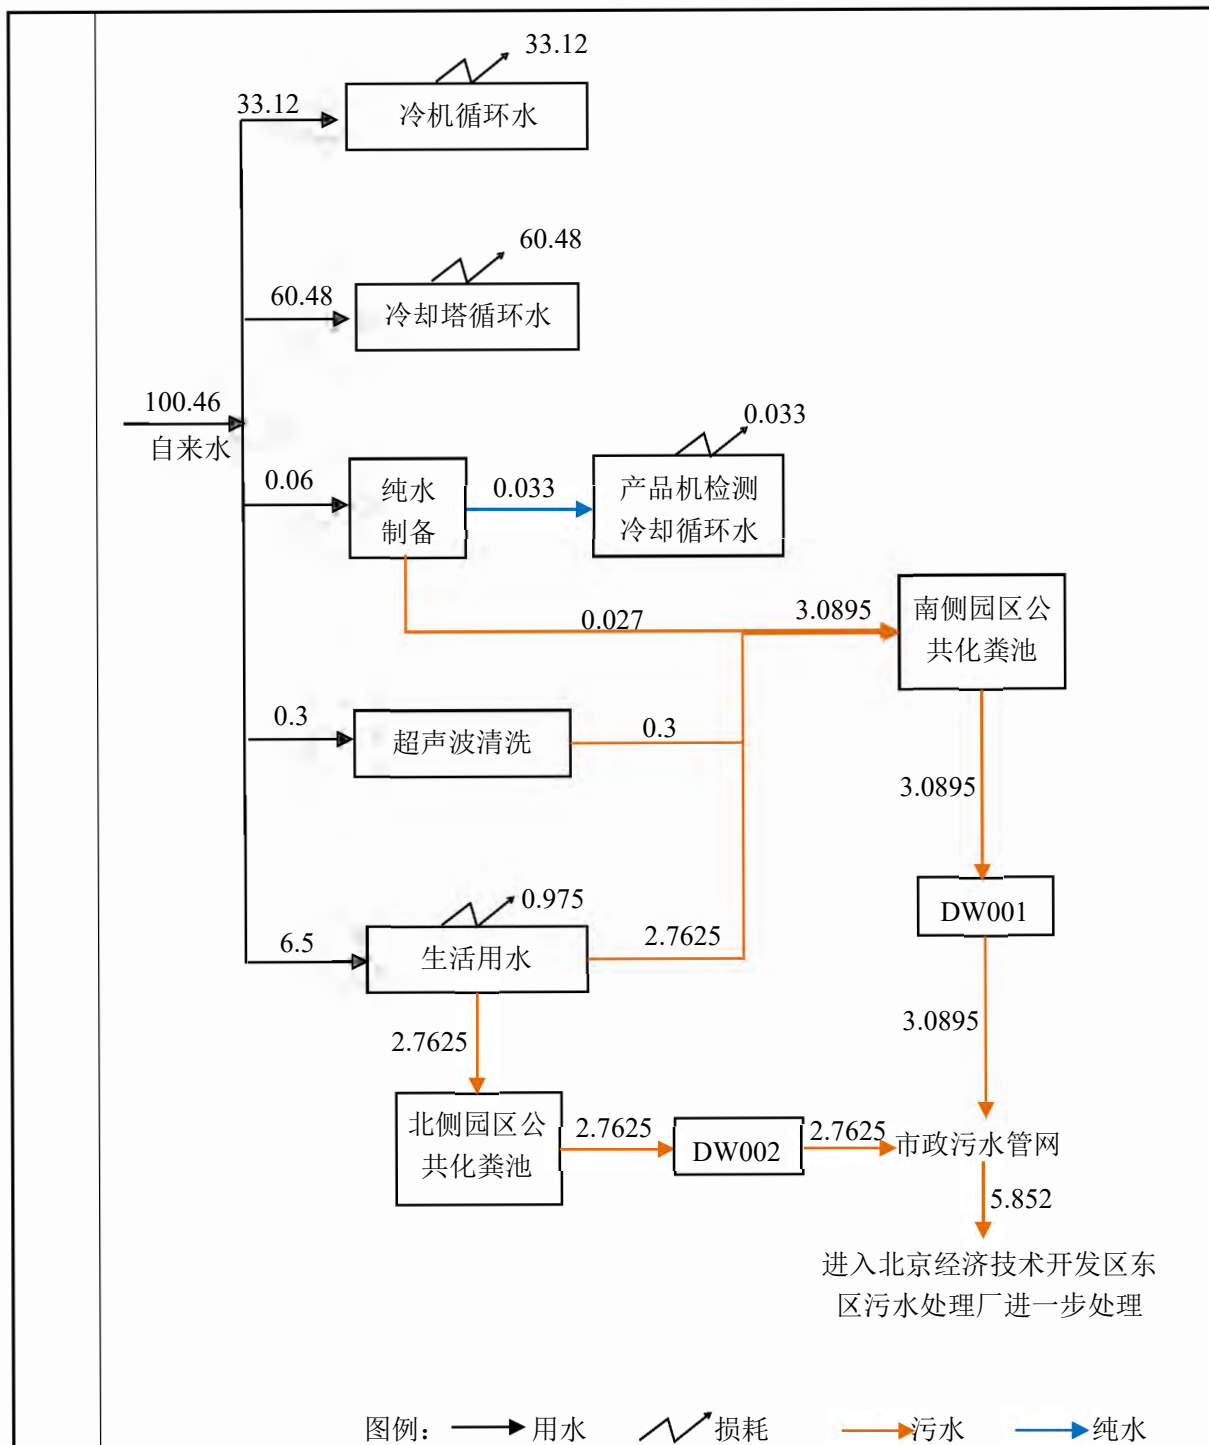 33.12
33.12
冷机循环水
60.48
60.48
冷却塔循环水
100.46
自来水
0.033
0.06
纯水
制备
0.033
产品机检测
冷却循环水
0.027
3.0895
南侧园区公
共化粪池
0.3
超声波清洗
0.3
3.0895
DW001
0.975
6.5
生活用水
2.7625
3.0895
2.7625
北侧园区公
共化粪池
2.7625
DW002
2.7625
市政污水管网
5.852
进入北京经济技术开发区东
区污水处理厂进一步处理
图例：
用水
损耗
污水
纯水